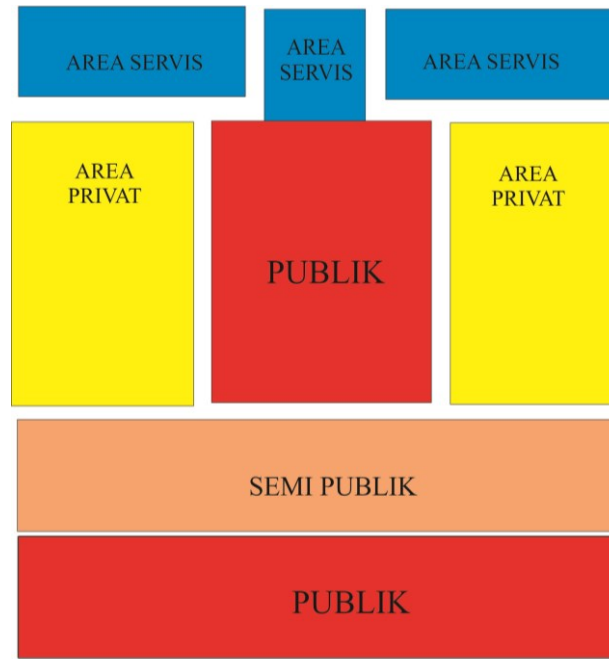 AREA SERVIS
AREA
SERVIS
AREA SERVIS
AREA
PRIVAT
PUBLIK
AREA
PRIVAT
SEMI PUBLIK
PUBLIK